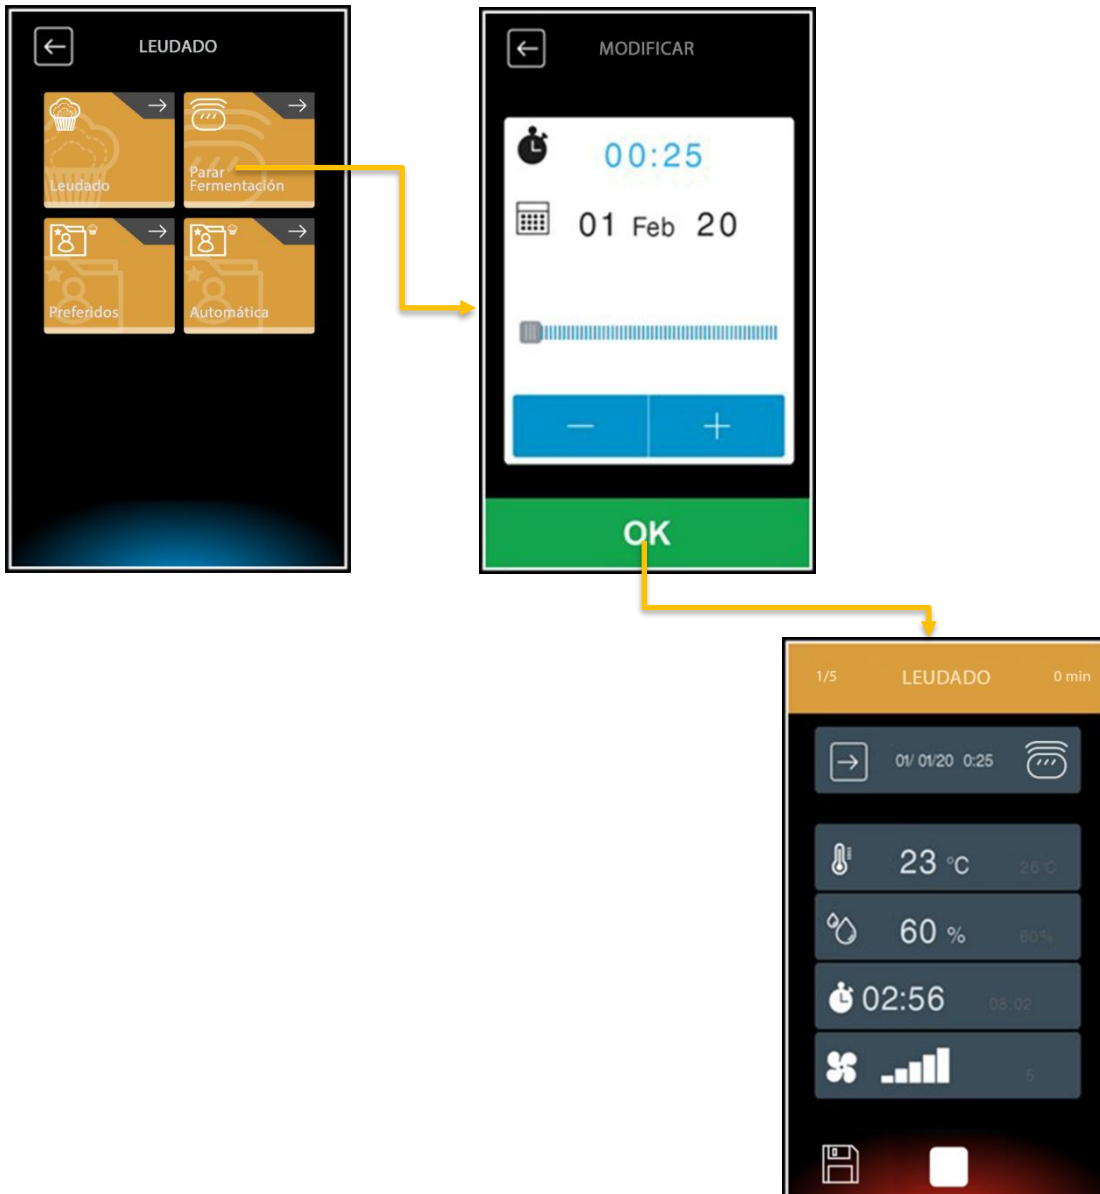 LEUDADO
Leudado
Parar
Fermentación
Preferidos
Automática
MODIFICAR
00:25
01 Feb 20
OK
1/5 LEUDADO 0 min
01/ 01/20 0:25
23 °C 26°C
60 % 60%
02:56 08:02
5